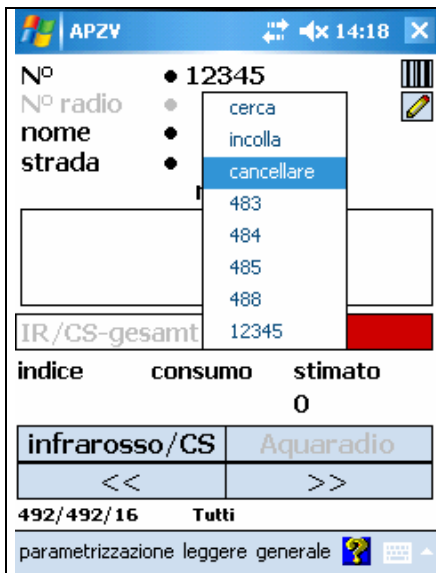 APZV 14:18
Nº 12345
Nº radio
nome
strada
cerca
incolla
cancellare
483
484
485
488
12345
IR/CS-gesamt
indice consumo stimato
0
infrarosso/CS Aquaradio
<< >>
492/492/16 Tutti
parametrizzazione leggere generale